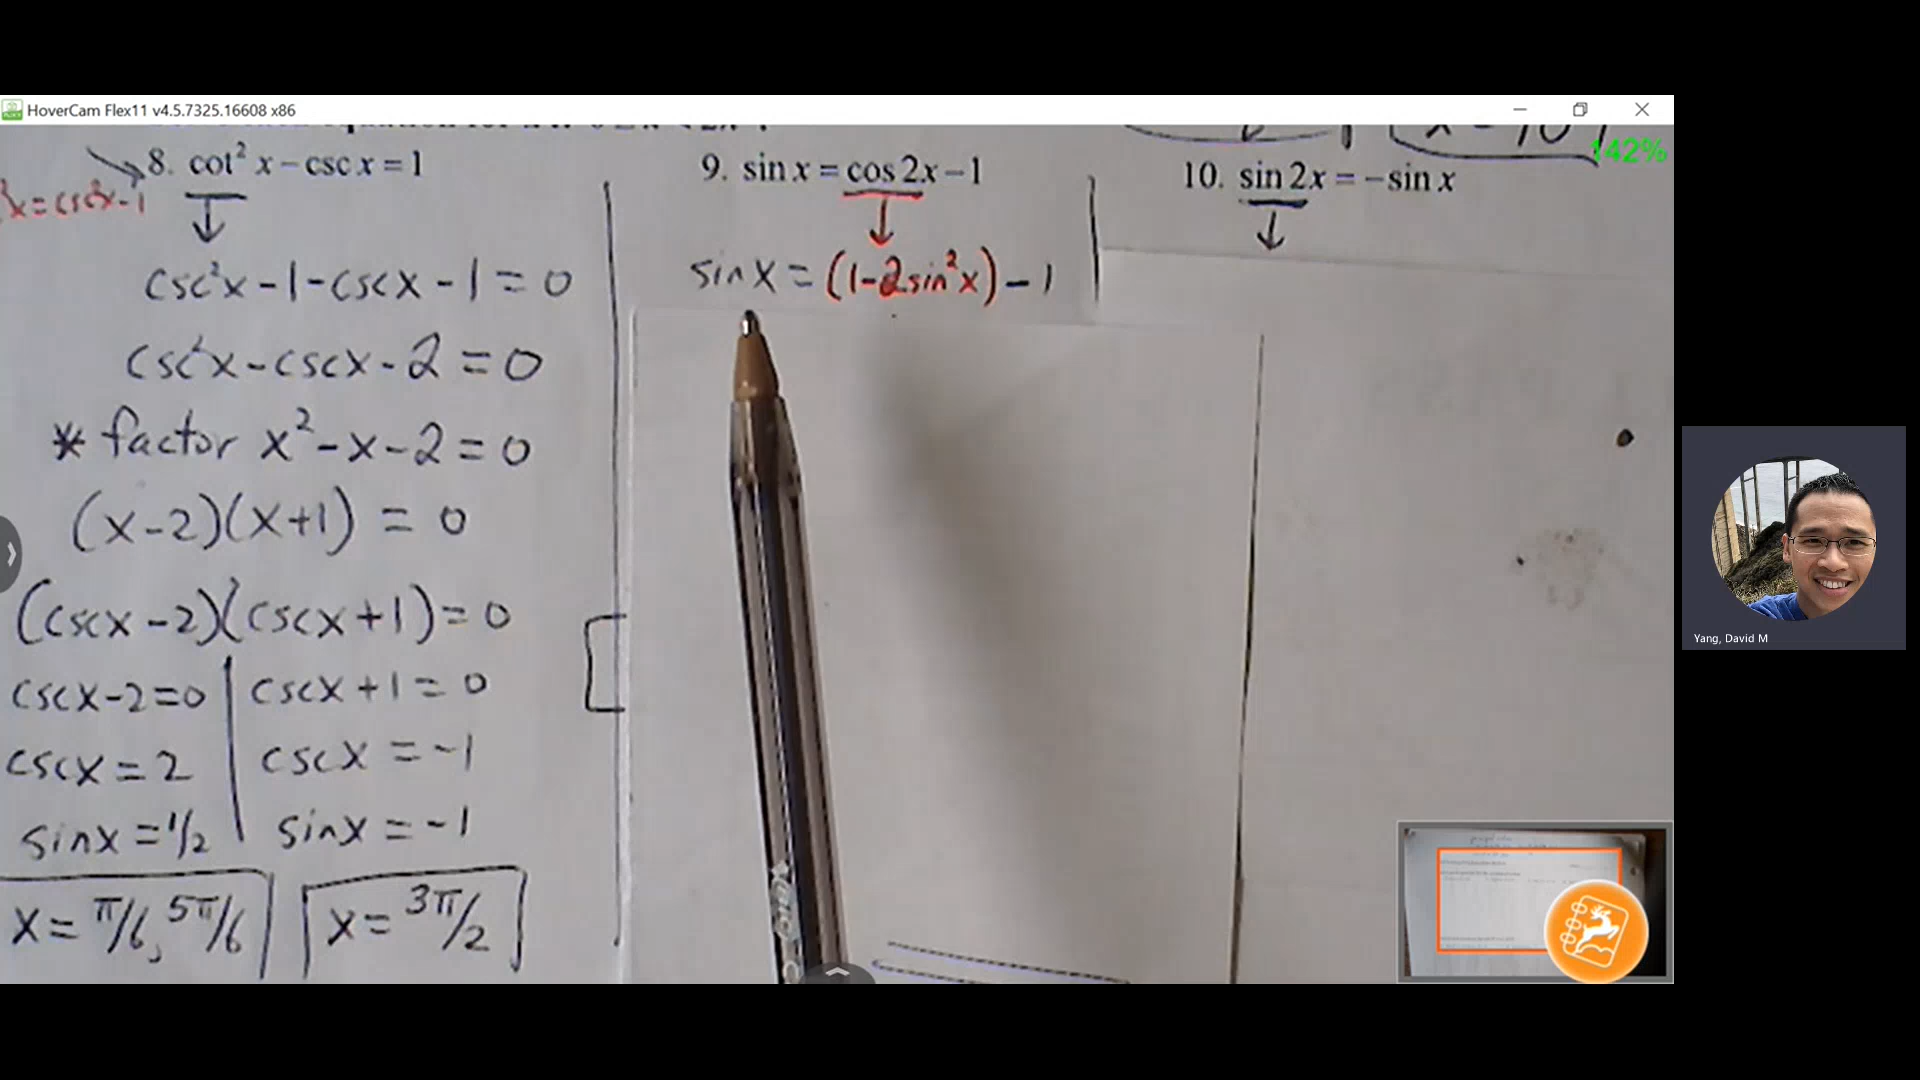 HoverCam Flex11 v4.5.7325.16608 x86
142%
8. cot² x – csc x = 1
²x = csc²x - 1
csc²x - 1 - cscx - 1 = 0
csc²x - cscx - 2 = 0
* factor x² - x - 2 = 0
(x - 2)(x + 1) = 0
(cscx - 2)(cscx + 1) = 0
cscx - 2 = 0 | cscx + 1 = 0
cscx = 2 | cscx = -1
sinx = 1/2 | sinx = -1
x = π/6, 5π/6
x = 3π/2
9. sin x = cos 2x – 1
sinx = (1 - 2sin²x) - 1
10. sin 2x = – sin x
Yang, David M